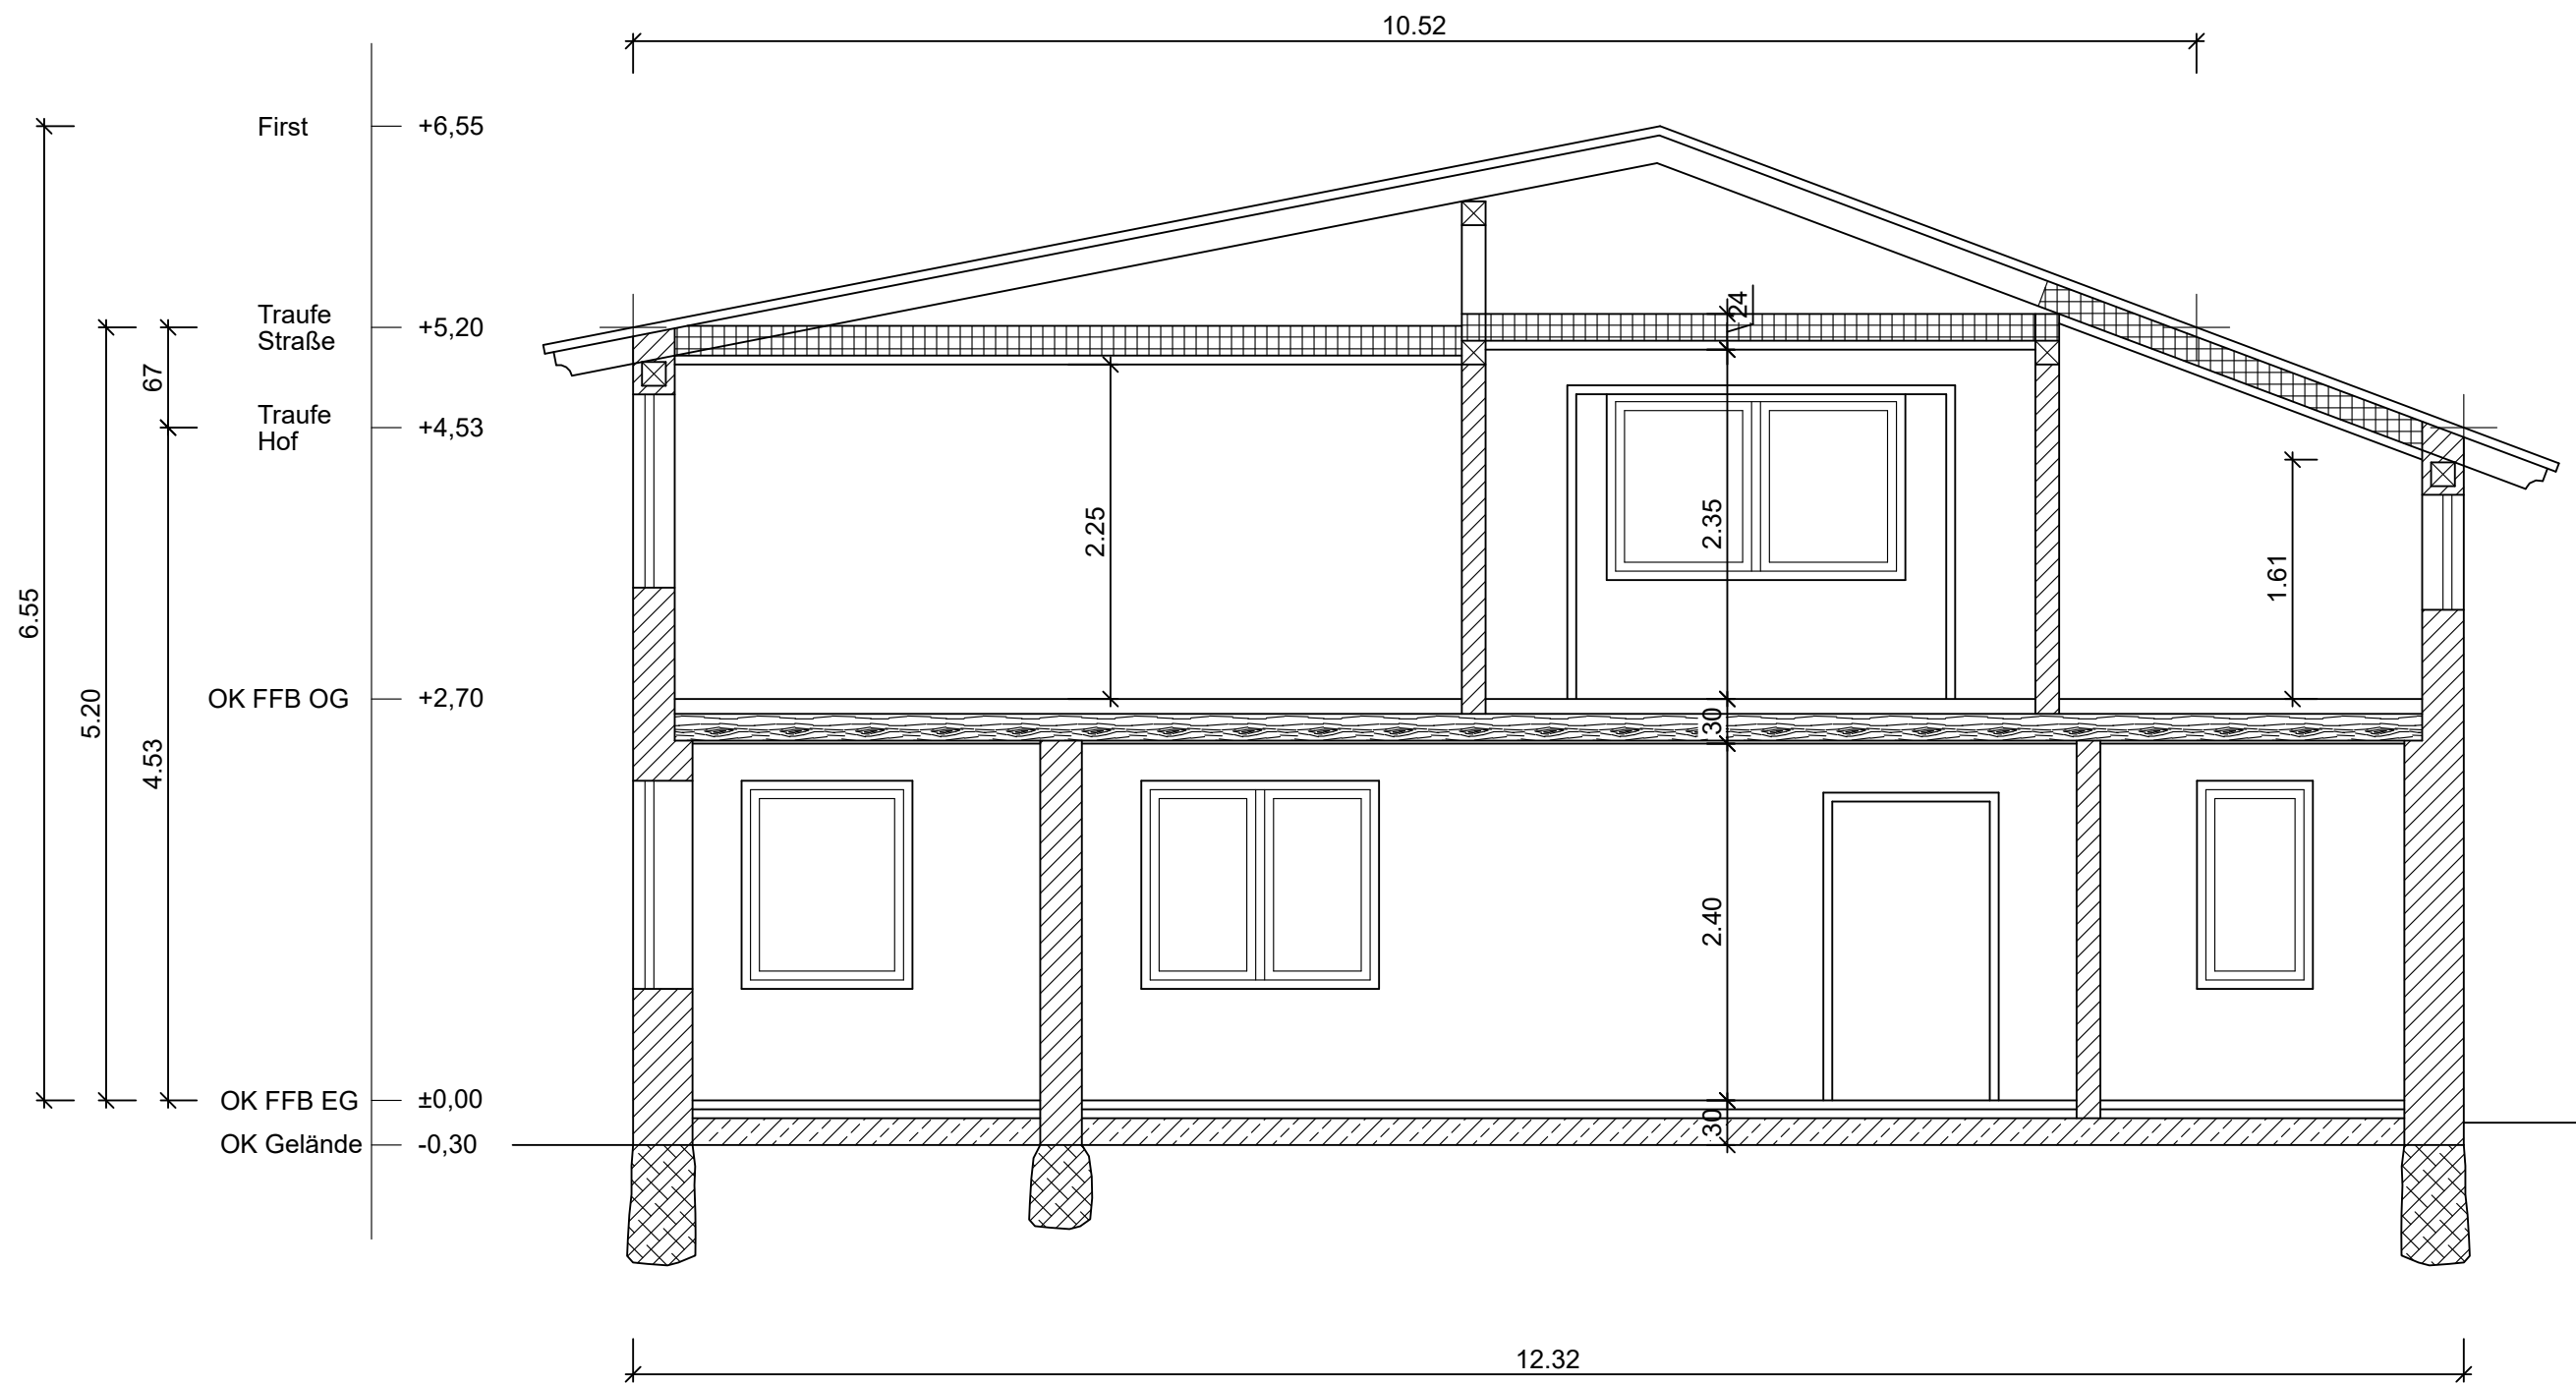 10.52
First
+6,55
24
Traufe
Straße
+5,20
67
Traufe
Hof
+4,53
2.25
2.35
1.61
6.55
5.20
4.53
OK FFB OG
+2,70
30
2.40
OK FFB EG
±0,00
30
OK Gelände
-0,30
12.32